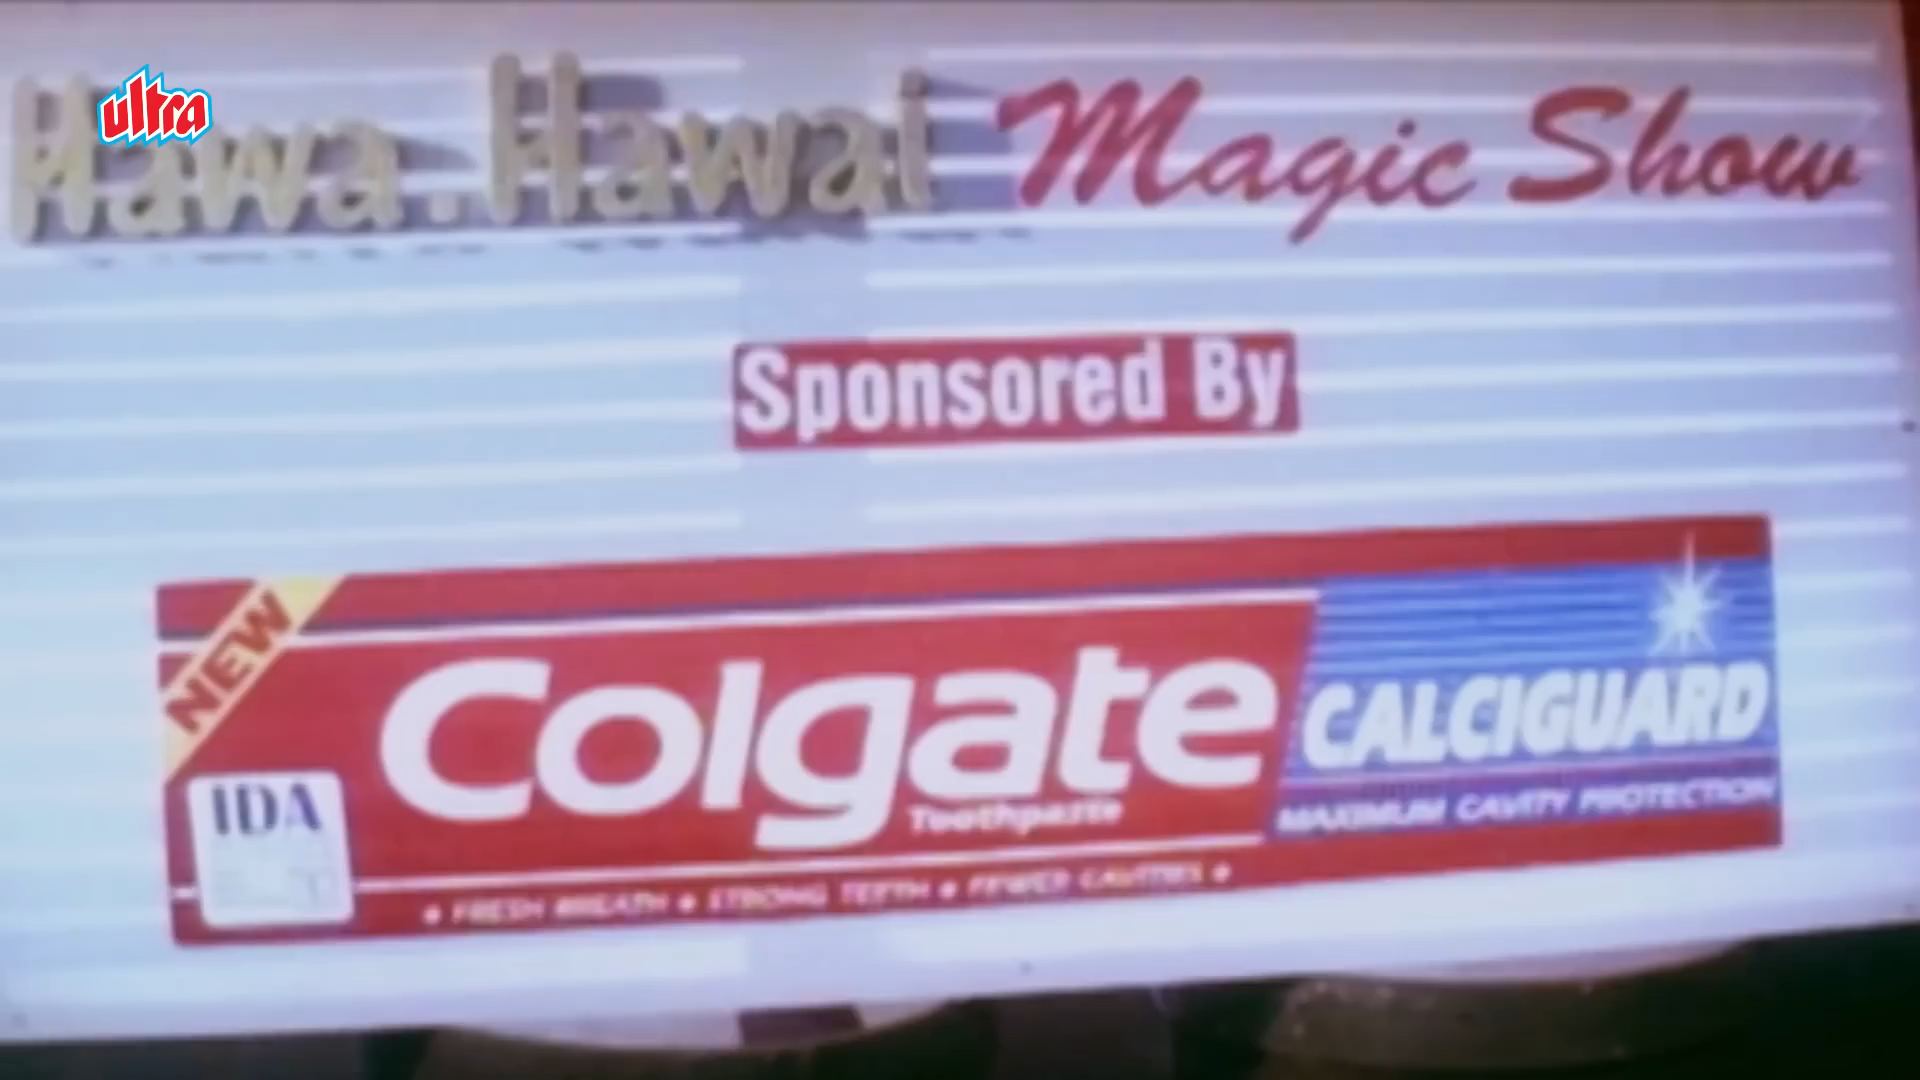 ultra
Hawa.Hawai Magic Show
Sponsored By
NEW
Colgate
CALCIGUARD
Toothpaste
MAXIMUM CAVITY PROTECTION
IDA
• FRESH BREATH • STRONG TEETH • FEWER CAVITIES •